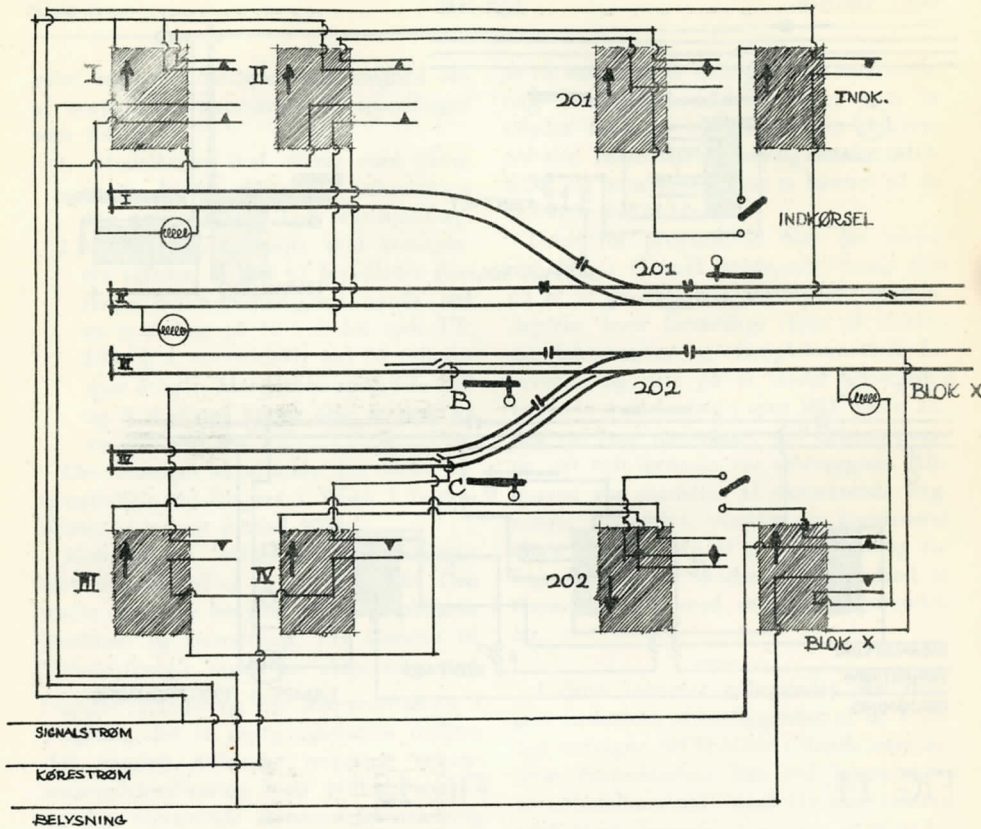 I
II
201
INDK.
I
INDKØRSEL
201
II
III
B
202
BLOK X
IV
C
III
IV
202
BLOK X
SIGNALSTRØM
KØRESTRØM
BELYSNING